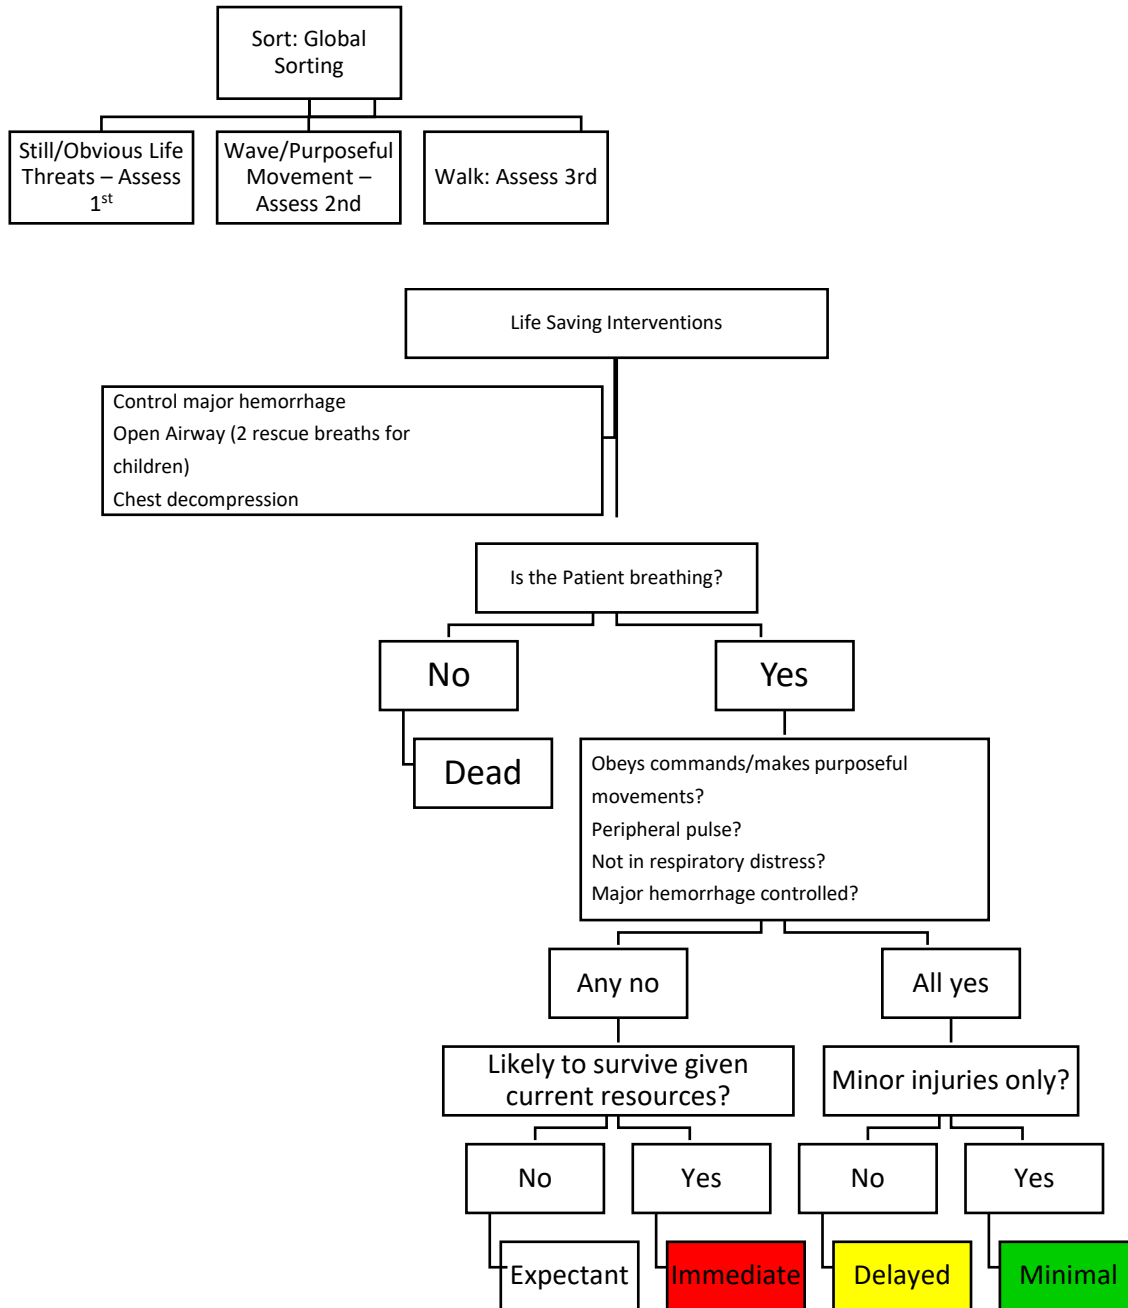 Sort: Global
Sorting
Still/Obvious Life
Threats – Assess
1st
Wave/Purposeful
Movement –
Assess 2nd
Walk: Assess 3rd
Life Saving Interventions
Control major hemorrhage
Open Airway (2 rescue breaths for
children)
Chest decompression
Is the Patient breathing?
No
Yes
Dead
Obeys commands/makes purposeful
movements?
Peripheral pulse?
Not in respiratory distress?
Major hemorrhage controlled?
Any no
All yes
Likely to survive given
current resources?
Minor injuries only?
No
Yes
No
Yes
Expectant
Immediate
Delayed
Minimal